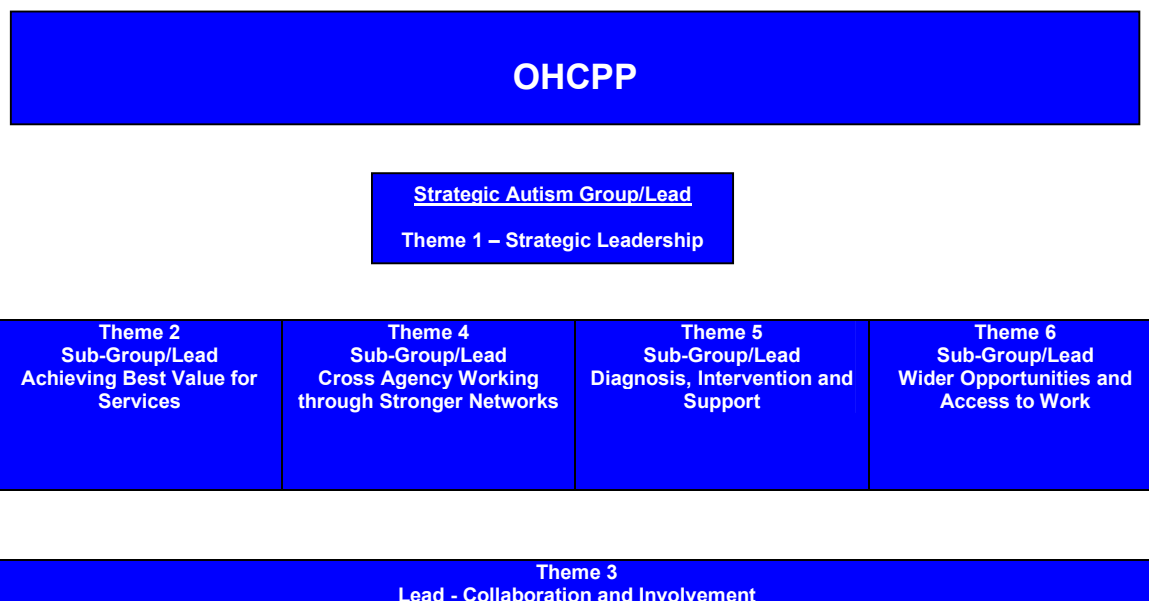 OHCPP
Strategic Autism Group/Lead
Theme 1 – Strategic Leadership
Theme 2
Sub-Group/Lead
Achieving Best Value for
Services
Theme 4
Sub-Group/Lead
Cross Agency Working
through Stronger Networks
Theme 5
Sub-Group/Lead
Diagnosis, Intervention and
Support
Theme 6
Sub-Group/Lead
Wider Opportunities and
Access to Work
Theme 3
Lead - Collaboration and Involvement